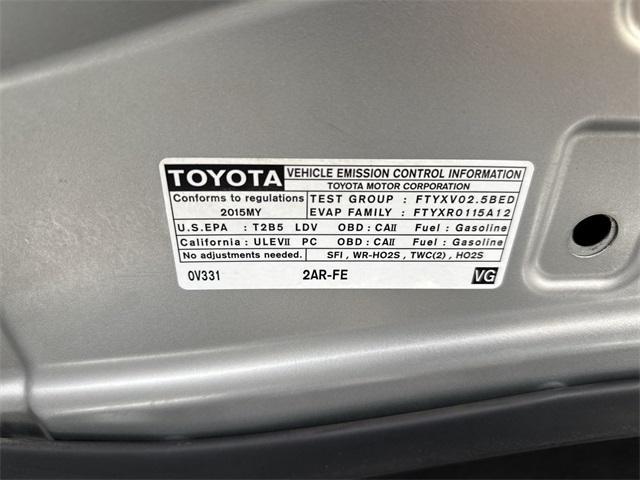 TOYOTA VEHICLE EMISSION CONTROL INFORMATION
TOYOTA MOTOR CORPORATION
Conforms to regulations TEST GROUP : FTYXV02.5BED
2015MY EVAP FAMILY : FTYXR0115A12
U.S.EPA : T2B5 LDV OBD : CAII Fuel : Gasoline
California : ULEVII PC OBD : CAII Fuel : Gasoline
No adjustments needed. SFI , WR-HO2S , TWC(2) , HO2S
0V331 2AR-FE VG